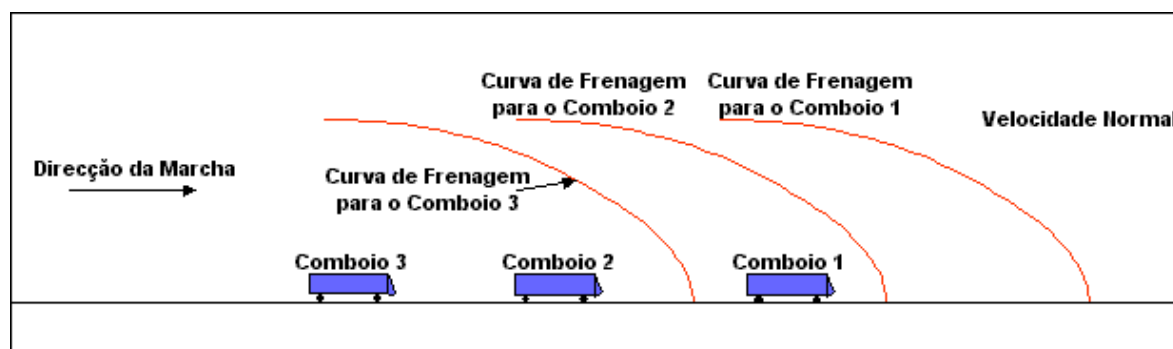 Curva de Frenagem
para o Comboio 2
Curva de Frenagem
para o Comboio 1
Velocidade Normal
Direcção da Marcha
Curva de Frenagem
para o Comboio 3
Comboio 3
Comboio 2
Comboio 1